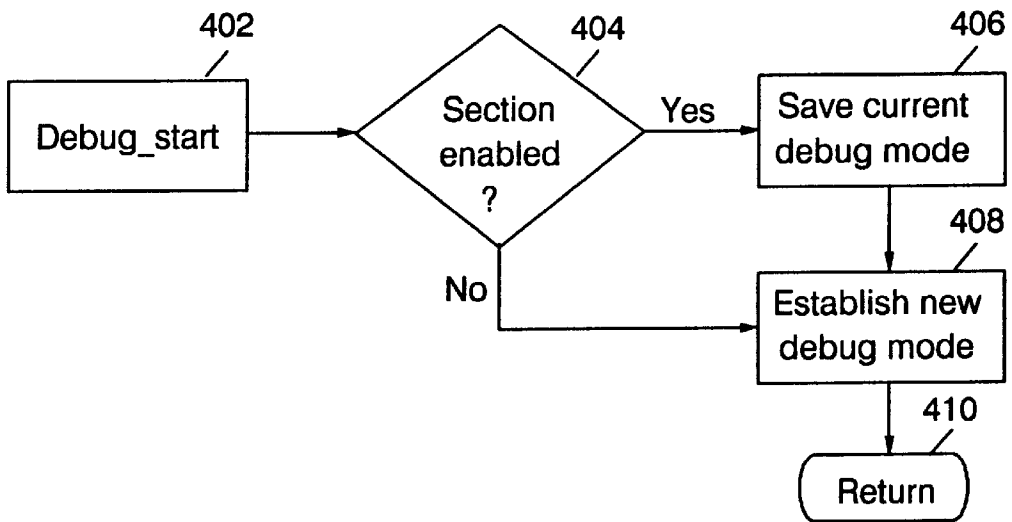 402
Debug_start
404
Section
enabled
?
Yes
No
406
Save current
debug mode
408
Establish new
debug mode
410
Return